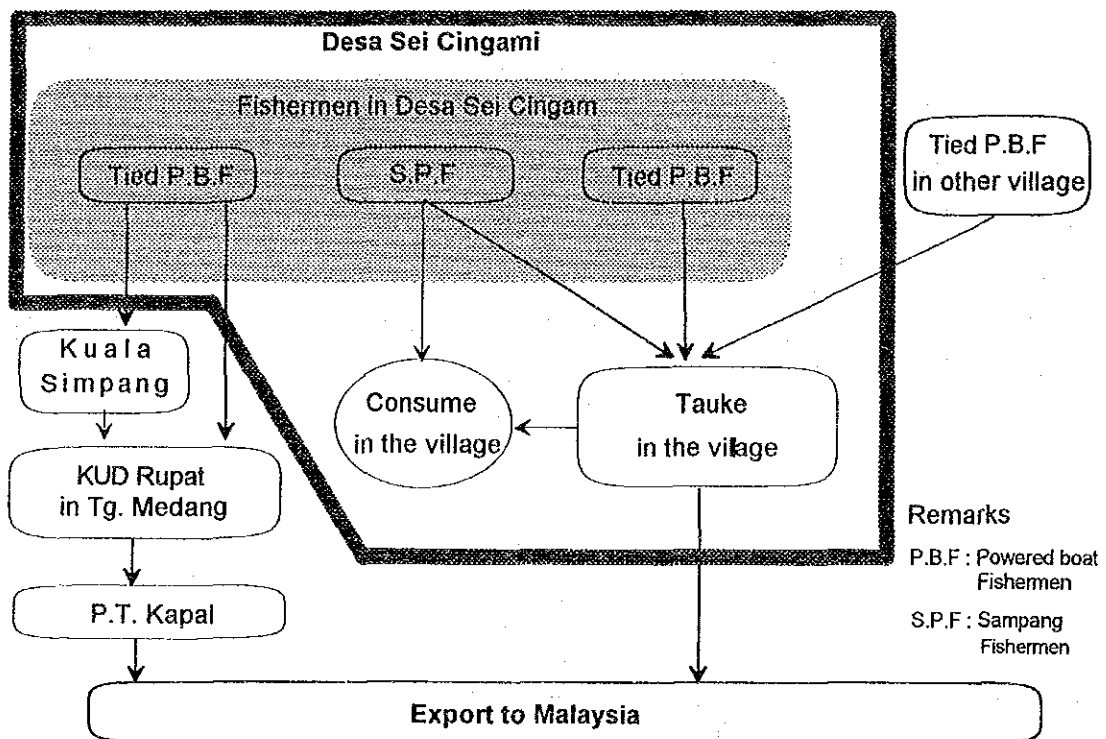 Desa Sei Cingami
Fishermen in Desa Sei Cingam
Tied P.B.F
S.P.F
Tied P.B.F
Tied P.B.F
in other village
Kuala
Simpang
Consume
in the village
Tauke
in the village
KUD Rupat
in Tg. Medang
P.T. Kapal
Remarks
P.B.F : Powered boat
Fishermen
S.P.F : Sampang
Fishermen
Export to Malaysia